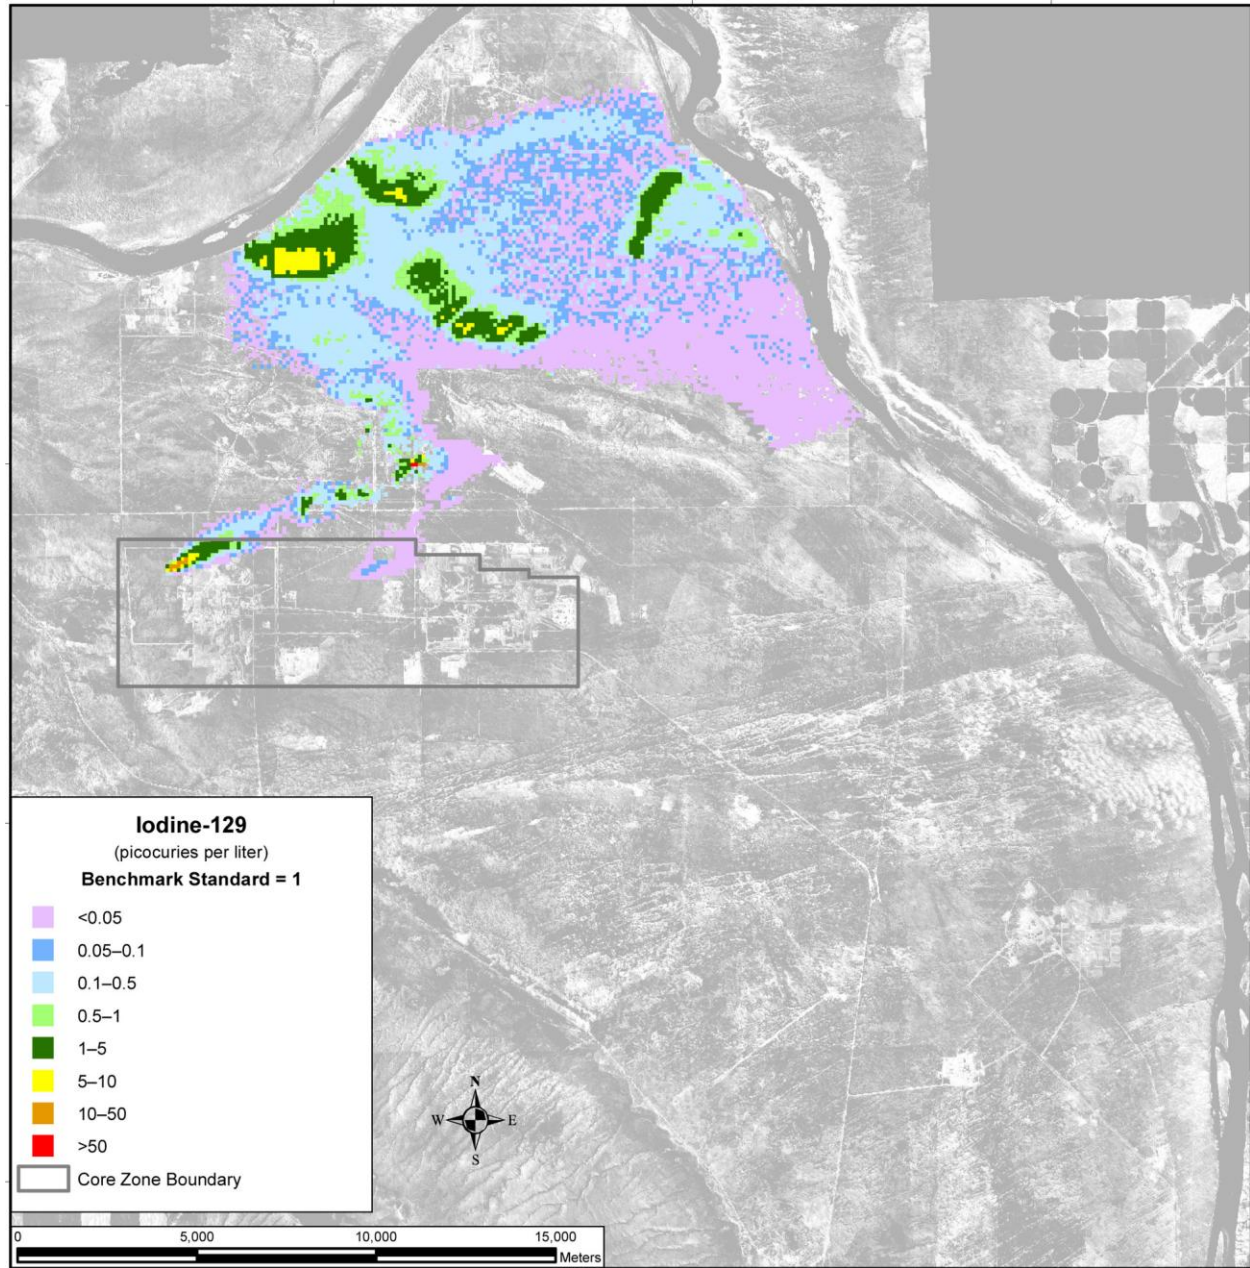 Iodine-129
(picocuries per liter)
Benchmark Standard = 1
<0.05
0.05–0.1
0.1–0.5
0.5–1
1–5
5–10
10–50
>50
Core Zone Boundary
N
W E
S
0 5,000 10,000 15,000
Meters